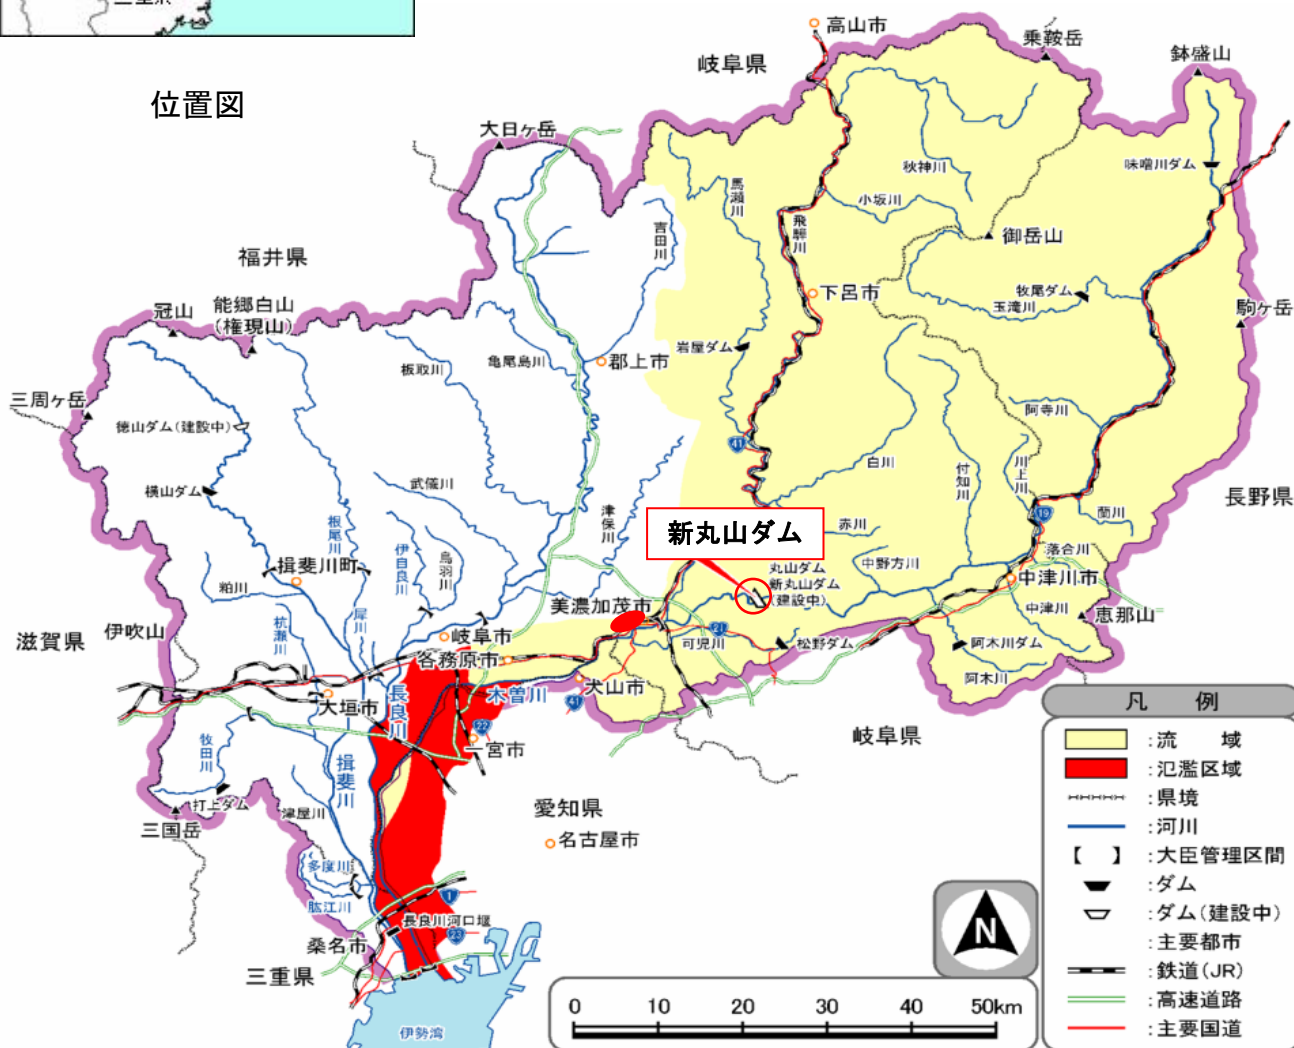 三重県
位置図
高山市
岐阜県
乗鞍岳
鉢盛山
大日ヶ岳
味噌川ダム
秋神川
馬瀬川
小坂川
飛騨川
吉田川
御岳山
福井県
下呂市
牧尾ダム
玉滝川
駒ヶ岳
冠山
能郷白山
(権現山)
岩屋ダム
亀尾島川
郡上市
板取川
三周ヶ岳
阿寺川
徳山ダム(建設中)
41
白川
川上川
付知川
武儀川
横山ダム
長野県
津保川
根尾川
新丸山ダム
赤川
19
蘭川
伊自良川
鳥羽川
落合川
揖斐川町
中野方川
丸山ダム
新丸山ダム
(建設中)
中津川市
粕川
美濃加茂市
中津川
恵那山
杭瀬川
犀川
21
滋賀県
伊吹山
岐阜市
可児川
松野ダム
阿木川ダム
各務原市
犬山市
阿木川
木曽川
長良川
大垣市
41
22
一宮市
岐阜県
牧田川
揖斐川
打上ダム
津屋川
愛知県
三国岳
名古屋市
多度川
肱江川
1
長良川河口堰
23
桑名市
三重県
伊勢湾
N
0 10 20 30 40 50km
凡 例
:流 域
:氾濫区域
:県境
:河川
【 】 :大臣管理区間
:ダム
:ダム(建設中)
:主要都市
:鉄道(JR)
:高速道路
:主要国道